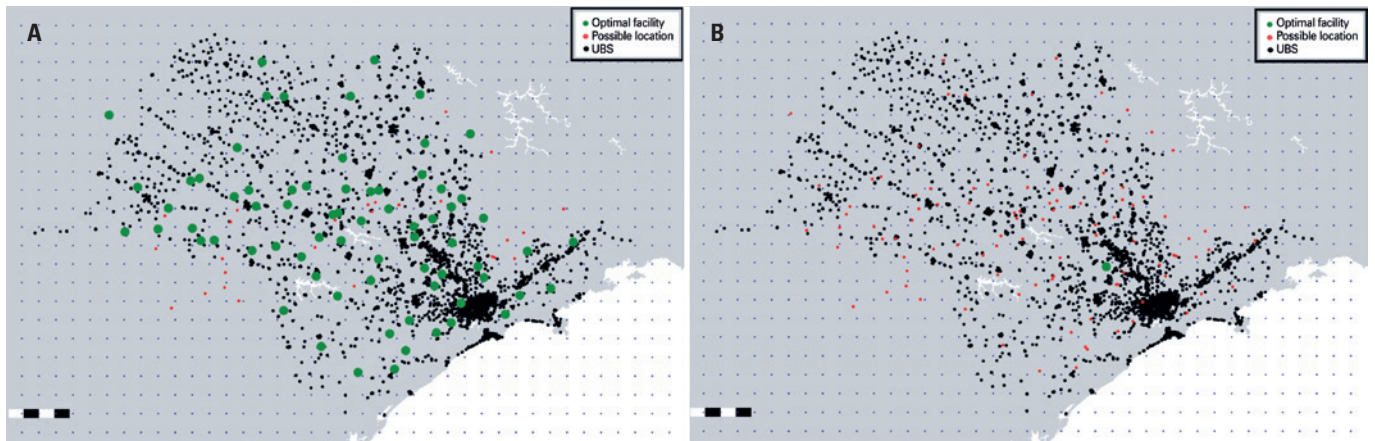 A
Optimal facility
Possible location
UBS
B
Optimal facility
Possible location
UBS